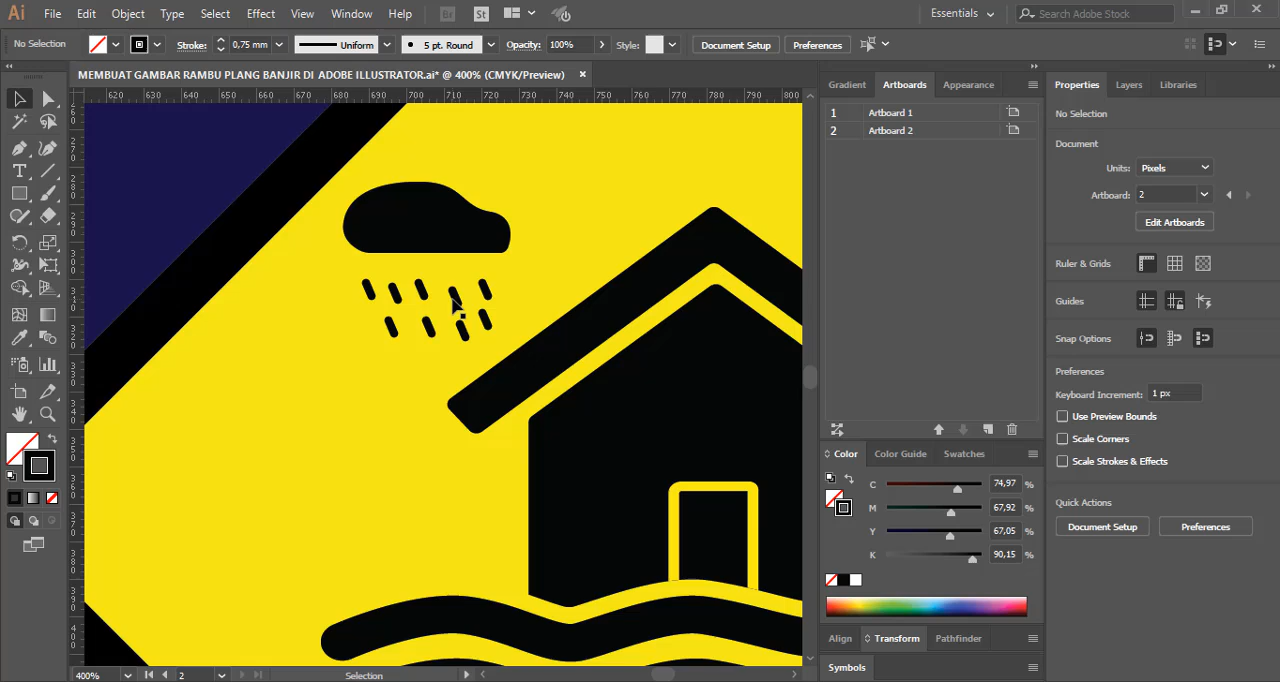 Ai File Edit Object Type Select Effect View Window Help Br St Essentials Search Adobe Stock
No Selection Stroke: 0,75 mm Uniform 5 pt. Round Opacity: 100% Style: Document Setup Preferences
MEMBUAT GAMBAR RAMBU PLANG BANJIR DI ADOBE ILLUSTRATOR.ai* @ 400% (CMYK/Preview)
620 630 640 650 660 670 680 690 700 710 720 730 740 750 760 770 780 790 800
Gradient Artboards Appearance
1 Artboard 1
2 Artboard 2
Properties Layers Libraries
No Selection
Document
Units: Pixels
Artboard: 2
Edit Artboards
Ruler & Grids
Guides
Snap Options
Preferences
Keyboard Increment: 1 px
Use Preview Bounds
Scale Corners
Scale Strokes & Effects
Quick Actions
Document Setup Preferences
Color Color Guide Swatches
C 74,97 %
M 67,92 %
Y 67,05 %
K 90,15 %
Align Transform Pathfinder
Symbols
400% 2 Selection